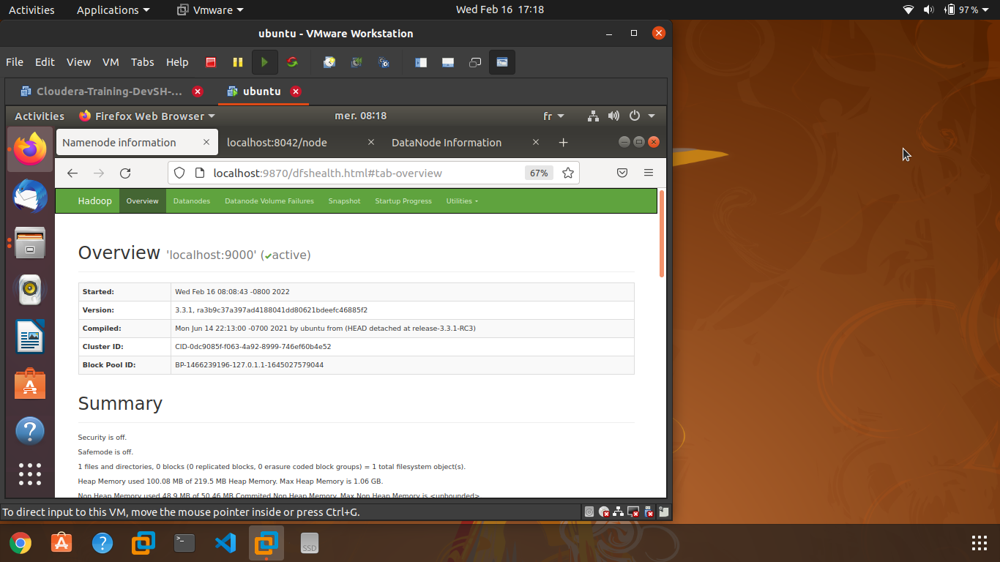 Activities Applications Vmware Wed Feb 16 17:18 97 %
ubuntu - VMware Workstation
File Edit View VM Tabs Help
Cloudera-Training-DevSH-... ubuntu
Activities Firefox Web Browser mer. 08:18 fr
Namenode information localhost:8042/node DataNode Information
localhost:9870/dfshealth.html#tab-overview 67%
Hadoop Overview Datanodes Datanode Volume Failures Snapshot Startup Progress Utilities
Overview 'localhost:9000' (✔active)
Started: Wed Feb 16 08:08:43 -0800 2022
Version: 3.3.1, ra3b9c37a397ad4188041dd80621bdeefc46885f2
Compiled: Mon Jun 14 22:13:00 -0700 2021 by ubuntu from (HEAD detached at release-3.3.1-RC3)
Cluster ID: CID-0dc9085f-f063-4a92-8999-746ef60b4e52
Block Pool ID: BP-1466239196-127.0.1.1-1645027579044
Summary
Security is off.
Safemode is off.
1 files and directories, 0 blocks (0 replicated blocks, 0 erasure coded block groups) = 1 total filesystem object(s).
Heap Memory used 100.08 MB of 219.5 MB Heap Memory. Max Heap Memory is 1.06 GB.
Non Heap Memory used 48.9 MB of 50.46 MB Commited Non Heap Memory. Max Non Heap Memory is <unbounded>.
To direct input to this VM, move the mouse pointer inside or press Ctrl+G.
SSD